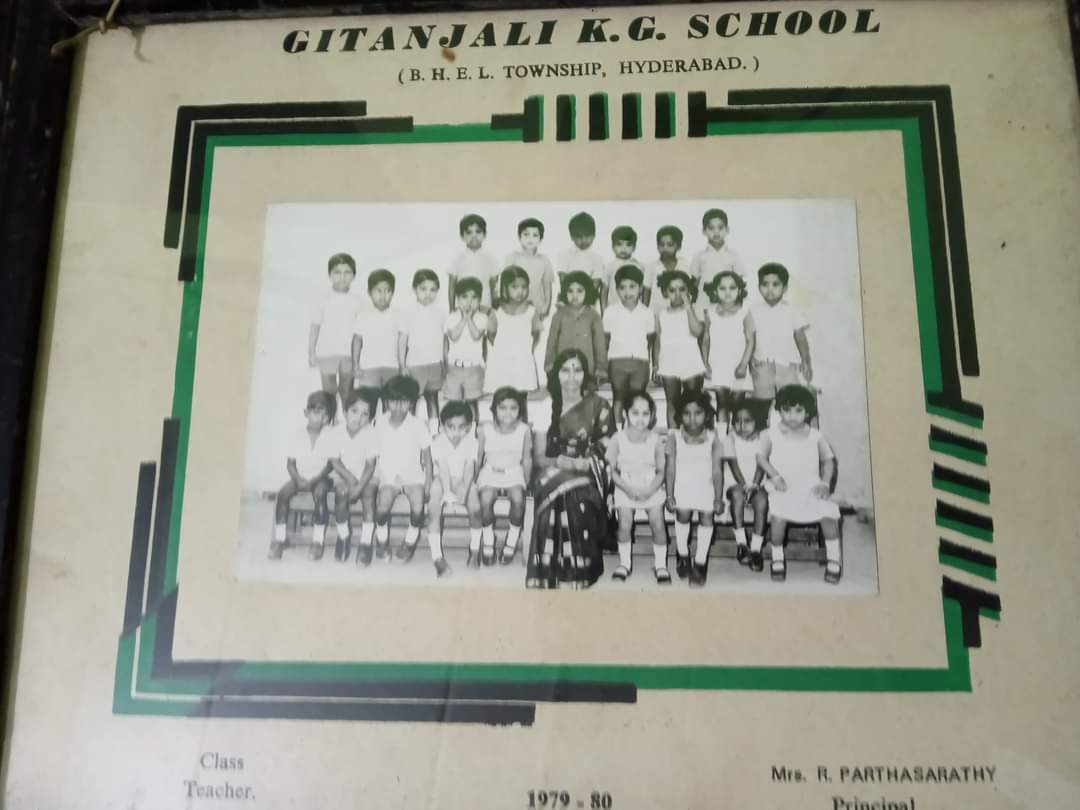 GITANJALI K.G. SCHOOL
( B. H. E. L. TOWNSHIP, HYDERABAD. )
Class
Teacher.
1979 - 80
Mrs. R. PARTHASARATHY
Principal